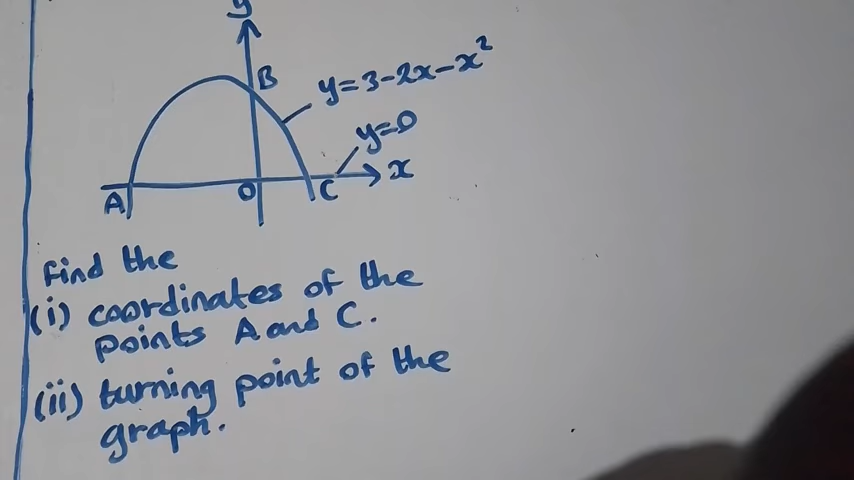 y
B
y=3-2x-x²
y=0
x
A
O
C
Find the
(i) coordinates of the
points A and C.
(ii) turning point of the
graph.